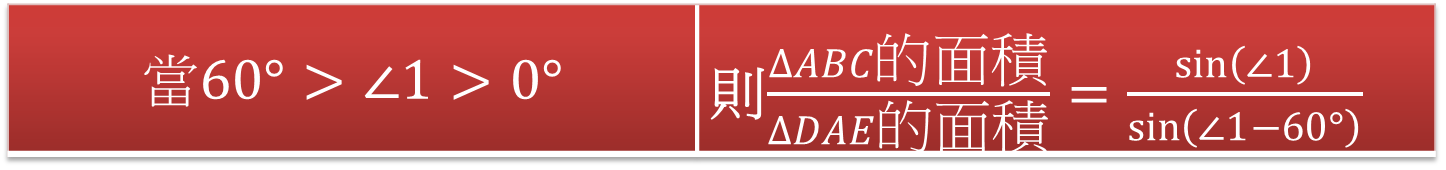 當60° > ∠1 > 0°
則 ΔABC的面積/ΔDAE的面積 = sin(∠1)/sin(∠1−60°)